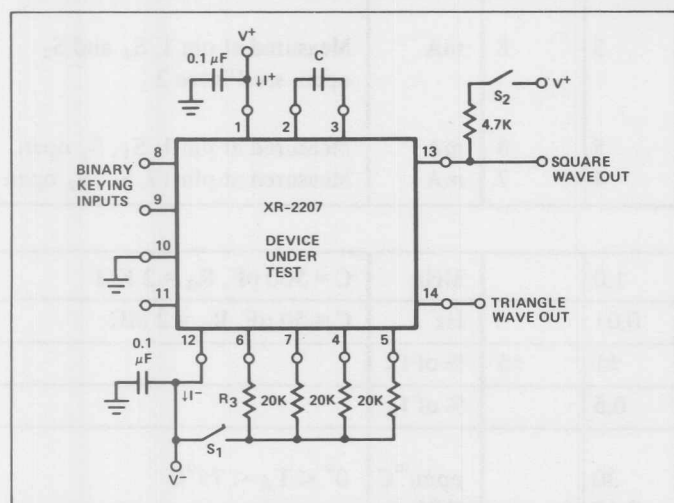 V⁺
0.1 μF
↓I⁺
C
S₂
V⁺
4.7K
1
2
3
8
BINARY
KEYING
INPUTS
9
13
SQUARE
WAVE OUT
XR-2207
10
DEVICE
UNDER
TEST
11
14
TRIANGLE
WAVE OUT
0.1
μF
12
6
7
4
5
↓I⁻
R₃
20K
20K
20K
S₁
V⁻